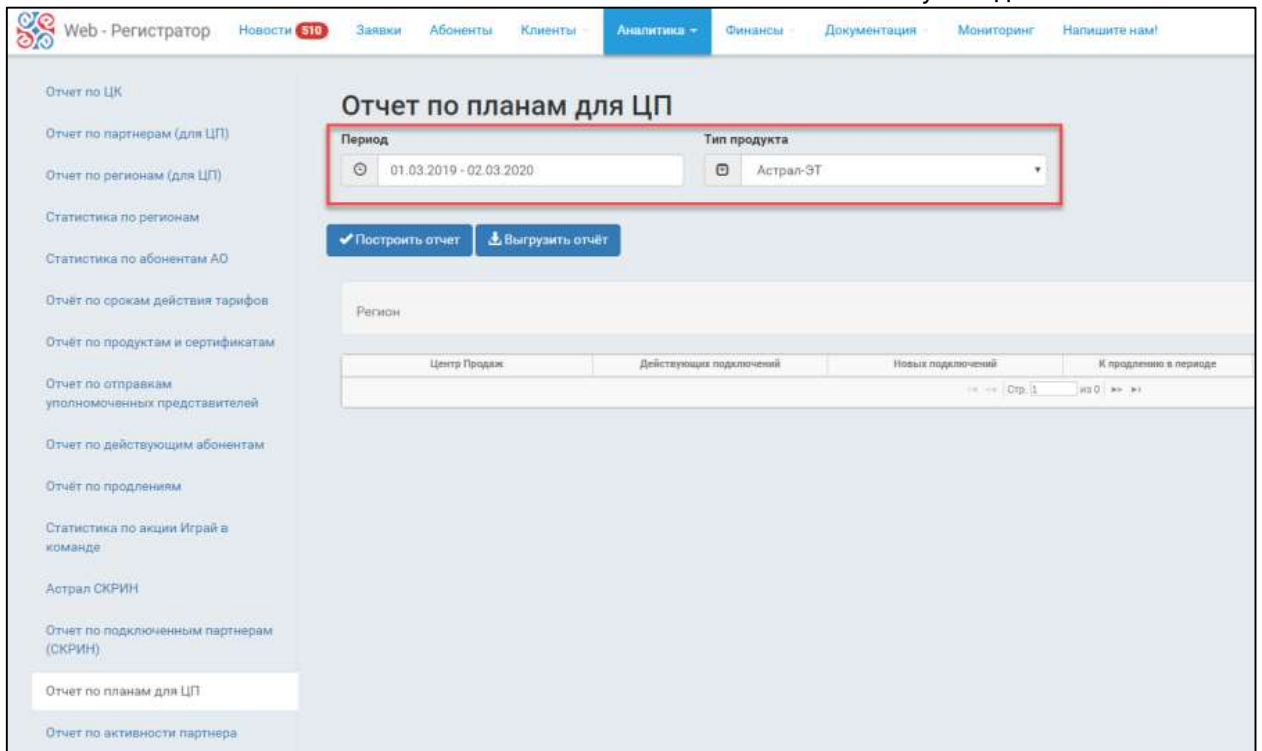 Web - Регистратор
Новости 510
Заявки
Абоненты
Клиенты
Аналитика
Финансы
Документация
Мониторинг
Напишите нам!
Отчет по ЦК
Отчет по партнерам (для ЦП)
Отчет по регионам (для ЦП)
Статистика по регионам
Статистика по абонентам АО
Отчёт по срокам действия тарифов
Отчёт по продуктам и сертификатам
Отчет по отправкам
уполномоченных представителей
Отчет по действующим абонентам
Отчёт по продлениям
Статистика по акции Играй в
команде
Астрал СКРИН
Отчет по подключенным партнерам
(СКРИН)
Отчет по планам для ЦП
Отчет по активности партнера
Отчет по планам для ЦП
Период
Тип продукта
01.03.2019 - 02.03.2020
Астрал-ЭТ
Построить отчет
Выгрузить отчёт
Регион
Центр Продаж
Действующих подключений
Новых подключений
К продлению в периоде
Стр. 1 из 0